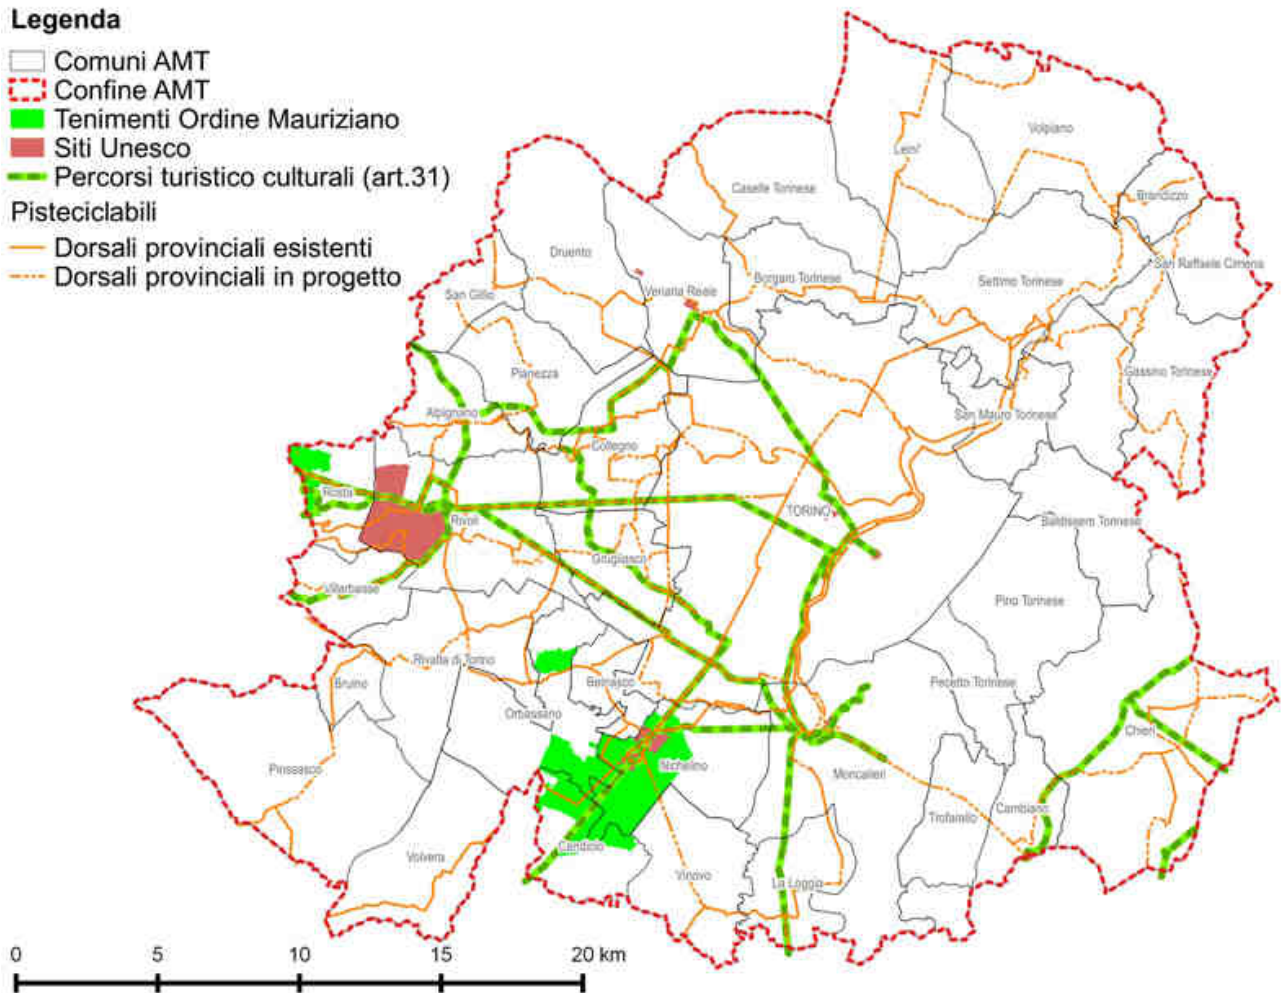 Legenda
Comuni AMT
Confine AMT
Tenimenti Ordine Mauriziano
Siti Unesco
Percorsi turistico culturali (art.31)
Pisteciclabili
Dorsali provinciali esistenti
Dorsali provinciali in progetto
Volpiano
Leini'
Caselle Torinese
Brandizzo
Druento
San Raffaele Cimena
Borgaro Torinese
Settimo Torinese
Venaria Reale
San Gillio
Pianezza
Gassino Torinese
Alpignano
San Mauro Torinese
Collegno
Rosta
TORINO
Rivoli
Baldissero Torinese
Grugliasco
Villarbasse
Pino Torinese
Rivalta di Torino
Bruino
Beinasco
Pecetto Torinese
Orbassano
Chieri
Piossasco
Nichelino
Moncalieri
Cambiano
Trofarello
Candiolo
Volvera
Vinovo
La Loggia
0 5 10 15 20 km